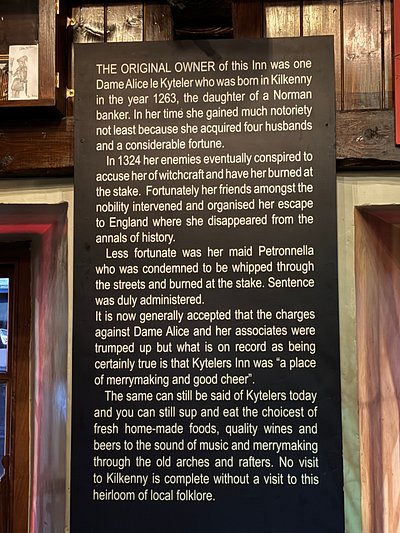 THE ORIGINAL OWNER of this Inn was one
Dame Alice le Kyteler who was born in Kilkenny
in the year 1263, the daughter of a Norman
banker. In her time she gained much notoriety
not least because she acquired four husbands
and a considerable fortune.
In 1324 her enemies eventually conspired to
accuse her of witchcraft and have her burned at
the stake. Fortunately her friends amongst the
nobility intervened and organised her escape
to England where she disappeared from the
annals of history.
Less fortunate was her maid Petronnella
who was condemned to be whipped through
the streets and burned at the stake. Sentence
was duly administered.
It is now generally accepted that the charges
against Dame Alice and her associates were
trumped up but what is on record as being
certainly true is that Kytelers Inn was “a place
of merrymaking and good cheer”.
The same can still be said of Kytelers today
and you can still sup and eat the choicest of
fresh home-made foods, quality wines and
beers to the sound of music and merrymaking
through the old arches and rafters. No visit
to Kilkenny is complete without a visit to this
heirloom of local folklore.